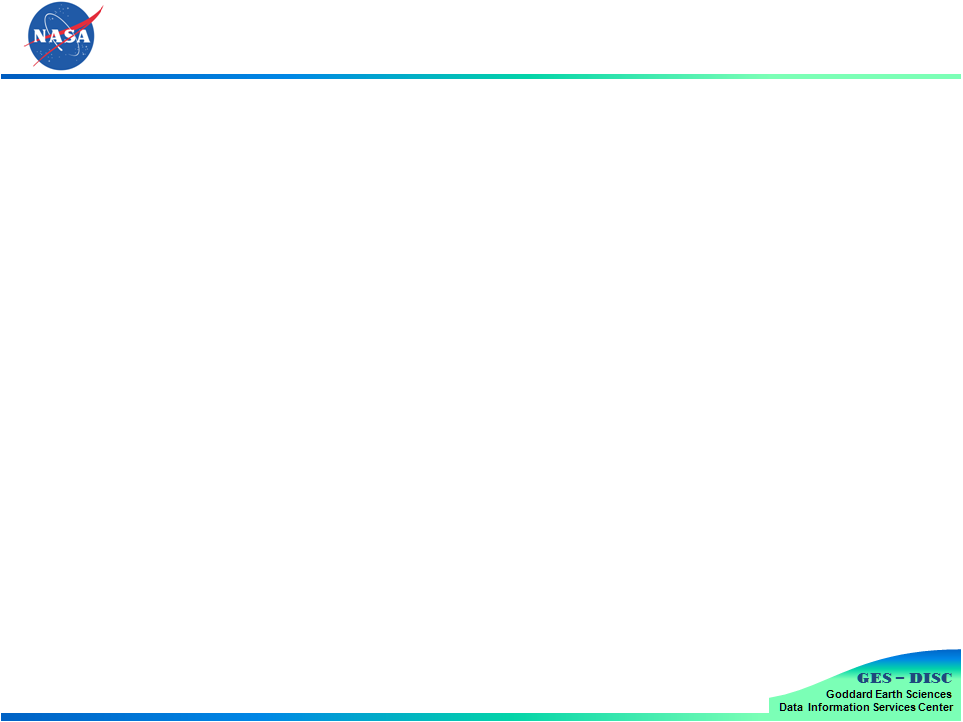 NASA
GES – DISC
Goddard Earth Sciences
Data Information Services Center